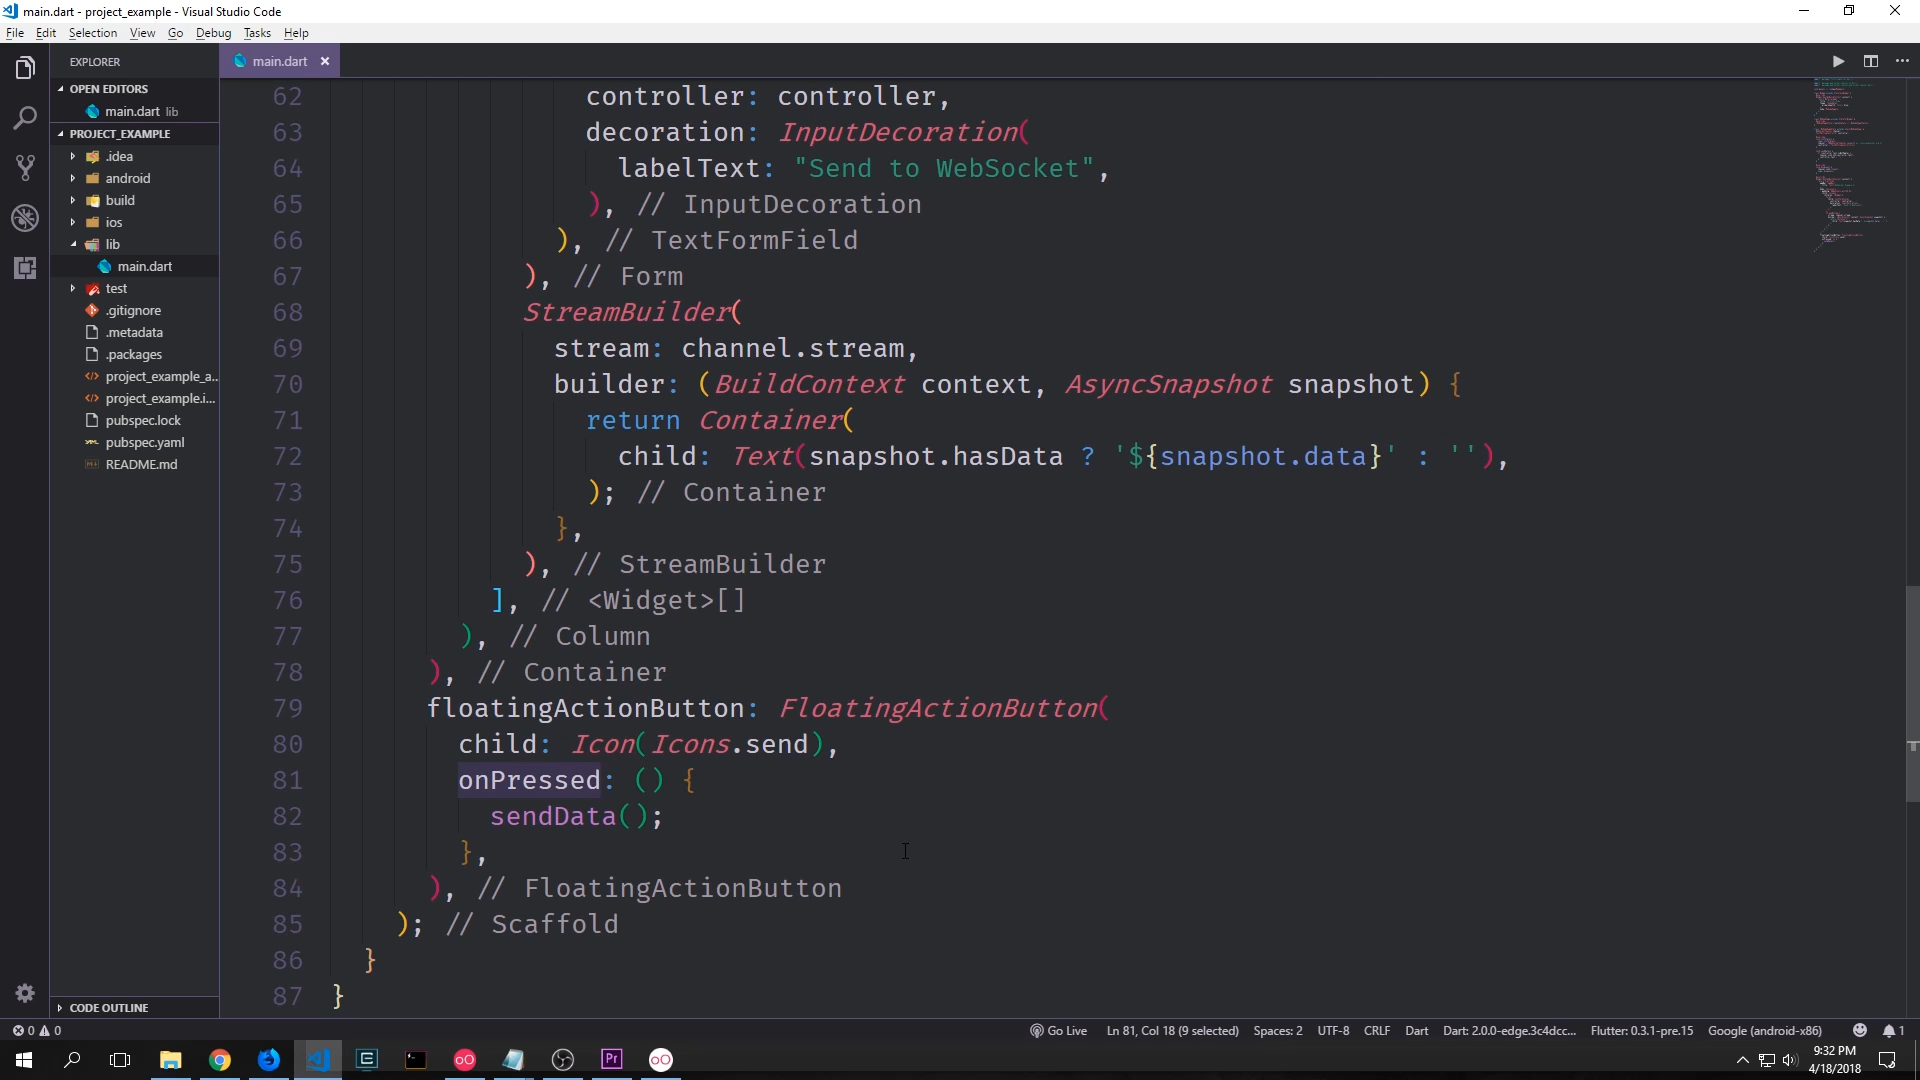 main.dart - project_example - Visual Studio Code
File Edit Selection View Go Debug Tasks Help
EXPLORER
main.dart
OPEN EDITORS
main.dart lib
PROJECT_EXAMPLE
.idea
android
build
ios
lib
main.dart
test
.gitignore
.metadata
.packages
project_example_a...
project_example.i...
pubspec.lock
pubspec.yaml
README.md
CODE OUTLINE
62 controller: controller,
63 decoration: InputDecoration(
64 labelText: "Send to WebSocket",
65 ), // InputDecoration
66 ), // TextFormField
67 ), // Form
68 StreamBuilder(
69 stream: channel.stream,
70 builder: (BuildContext context, AsyncSnapshot snapshot) {
71 return Container(
72 child: Text(snapshot.hasData ? '${snapshot.data}' : ''),
73 ); // Container
74 },
75 ), // StreamBuilder
76 ], // <Widget>[]
77 ), // Column
78 ), // Container
79 floatingActionButton: FloatingActionButton(
80 child: Icon(Icons.send),
81 onPressed: () {
82 sendData();
83 },
84 ), // FloatingActionButton
85 ); // Scaffold
86 }
87 }
0 0 Go Live Ln 81, Col 18 (9 selected) Spaces: 2 UTF-8 CRLF Dart Dart: 2.0.0-edge.3c4dcc... Flutter: 0.3.1-pre.15 Google (android-x86) 1
9:32 PM
4/18/2018